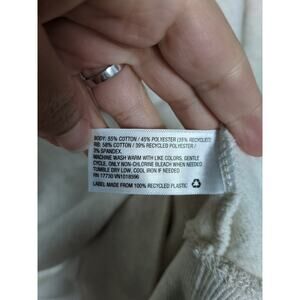 BODY: 55% COTTON / 45% POLYESTER (35% RECYCLED)
RIB: 58% COTTON / 39% RECYCLED POLYESTER /
3% SPANDEX.
MACHINE WASH WARM WITH LIKE COLORS, GENTLE
CYCLE, ONLY NON-CHLORINE BLEACH WHEN NEEDED
TUMBLE DRY LOW, COOL IRON IF NEEDED
RN 17730 VN1018596
LABEL MADE FROM 100% RECYCLED PLASTIC